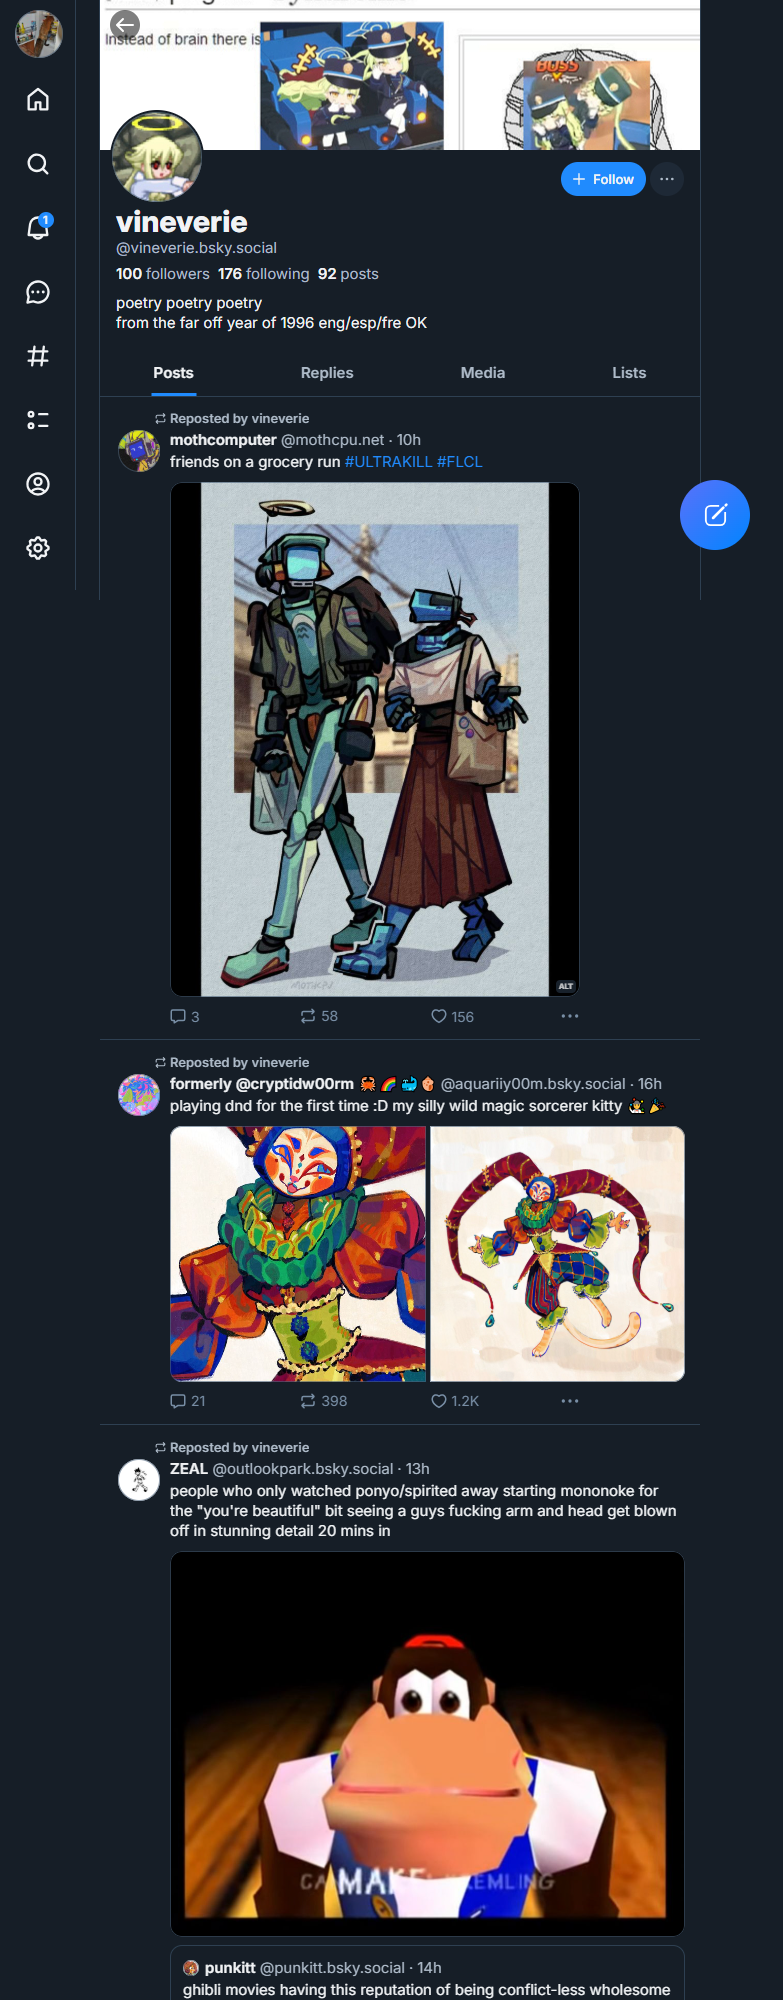 Instead of brain there is
BOSS
1
Follow
vineverie
@vineverie.bsky.social
100 followers 176 following 92 posts
poetry poetry poetry
from the far off year of 1996 eng/esp/fre OK
Posts Replies Media Lists
Reposted by vineverie
mothcomputer @mothcpu.net · 10h
friends on a grocery run #ULTRAKILL #FLCL
ALT
3 58 156
Reposted by vineverie
formerly @cryptidw00rm 🦀🌈🐳 @aquariiy00m.bsky.social · 16h
playing dnd for the first time :D my silly wild magic sorcerer kitty
21 398 1.2K
Reposted by vineverie
ZEAL @outlookpark.bsky.social · 13h
people who only watched ponyo/spirited away starting mononoke for
the "you're beautiful" bit seeing a guys fucking arm and head get blown
off in stunning detail 20 mins in
MAKE
punkitt @punkitt.bsky.social · 14h
ghibli movies having this reputation of being conflict-less wholesome